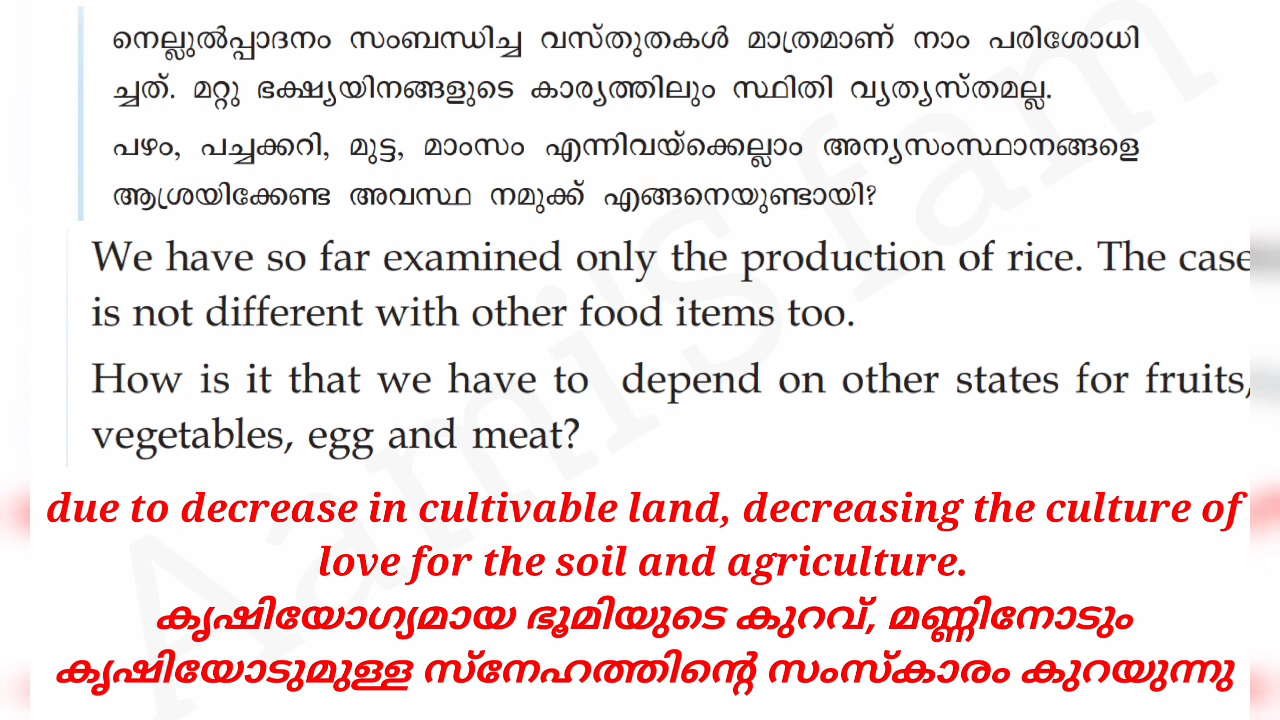 നെല്ലുൽപ്പാദനം സംബന്ധിച്ച വസ്തുതകൾ മാത്രമാണ് നാം പരിശോധി
ച്ചത്. മറ്റു ഭക്ഷ്യയിനങ്ങളുടെ കാര്യത്തിലും സ്ഥിതി വ്യത്യസ്തമല്ല.
പഴം, പച്ചക്കറി, മുട്ട, മാംസം എന്നിവയ്ക്കെല്ലാം അന്യസംസ്ഥാനങ്ങളെ
ആശ്രയിക്കേണ്ട അവസ്ഥ നമുക്ക് എങ്ങനെയുണ്ടായി?
We have so far examined only the production of rice. The case
is not different with other food items too.
How is it that we have to depend on other states for fruits,
vegetables, egg and meat?
due to decrease in cultivable land, decreasing the culture of
love for the soil and agriculture.
കൃഷിയോഗ്യമായ ഭൂമിയുടെ കുറവ്, മണ്ണിനോടും
കൃഷിയോടുമുള്ള സ്നേഹത്തിന്റെ സംസ്കാരം കുറയുന്നു
Aami'S fam